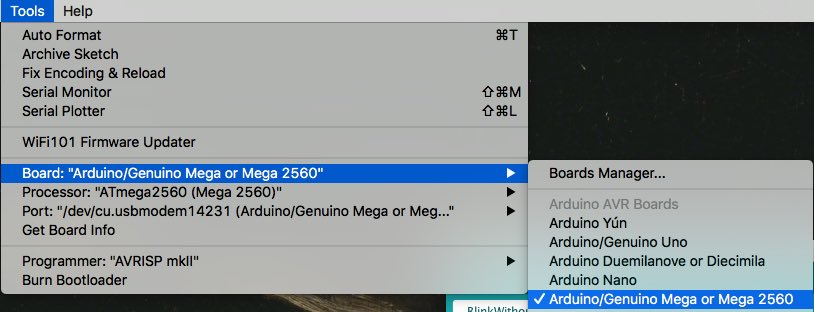 Tools Help
Auto Format ⌘T
Archive Sketch
Fix Encoding & Reload
Serial Monitor ⇧⌘M
Serial Plotter ⇧⌘L
WiFi101 Firmware Updater
Board: "Arduino/Genuino Mega or Mega 2560" ▶
Processor: "ATmega2560 (Mega 2560)" ▶
Port: "/dev/cu.usbmodem14231 (Arduino/Genuino Mega or Meg..." ▶
Get Board Info
Programmer: "AVRISP mkII" ▶
Burn Bootloader
Boards Manager...
Arduino AVR Boards
Arduino Yún
Arduino/Genuino Uno
Arduino Duemilanove or Diecimila
Arduino Nano
✓ Arduino/Genuino Mega or Mega 2560